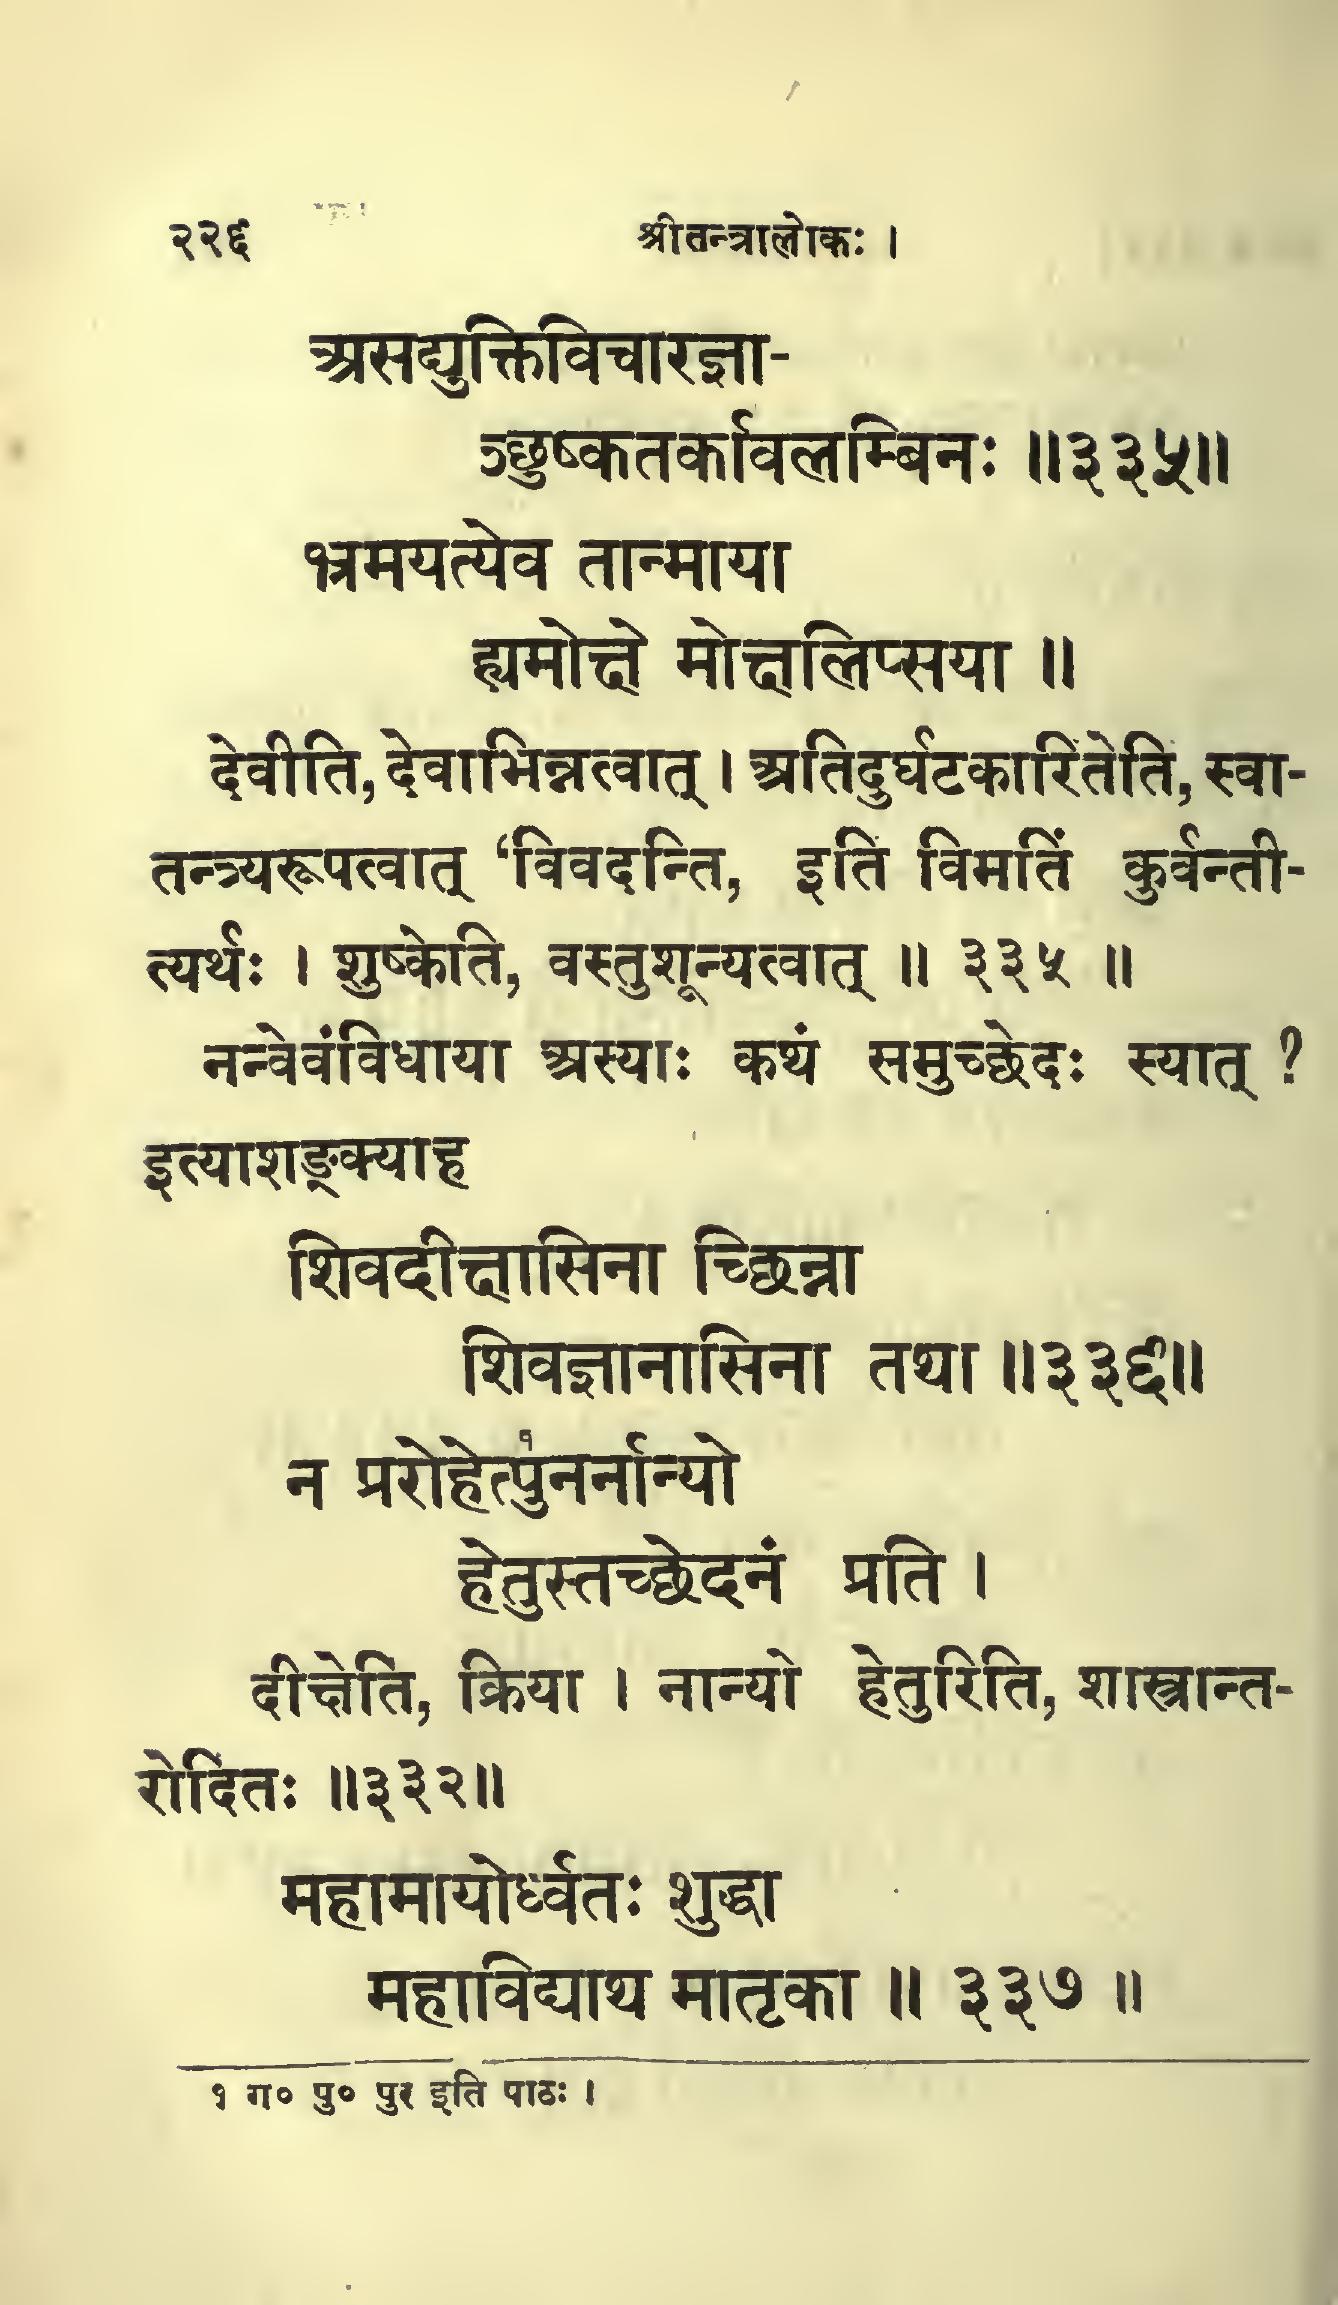 २२६ श्रीतन्त्रालोकः ।
असद्युक्तिविचारज्ञा-
ञ्छुष्कतर्कावलम्बिनः ॥३३५॥
भ्रमयत्येव तान्माया
ह्यमोक्षे मोक्षलिप्सया ॥
देवीति, देवाभिन्नत्वात् । अतिदुर्घटकारितेति, स्वा-
तन्त्र्यरूपत्वात् ‘विवदन्ति, इति विमतिं कुर्वन्ती-
त्यर्थः । शुष्केति, वस्तुशून्यत्वात् ॥ ३३५ ॥
नन्वेवंविधाया अस्याः कथं समुच्छेदः स्यात् ?
इत्याशङ्क्याह
शिवदीक्षासिना च्छिन्ना
शिवज्ञानासिना तथा ॥३३६॥
न प्ररोहेत्पु१नर्नान्यो
हेतुस्तच्छेदनं प्रति ।
दीक्षेति, क्रिया । नान्यो हेतुरिति, शास्त्रान्त-
रोदितः ॥३३२॥
महामायोर्ध्वतः शुद्धा
महाविद्याथ मातृका ॥ ३३७ ॥
१ ग० पु० पुर इति पाठः ।